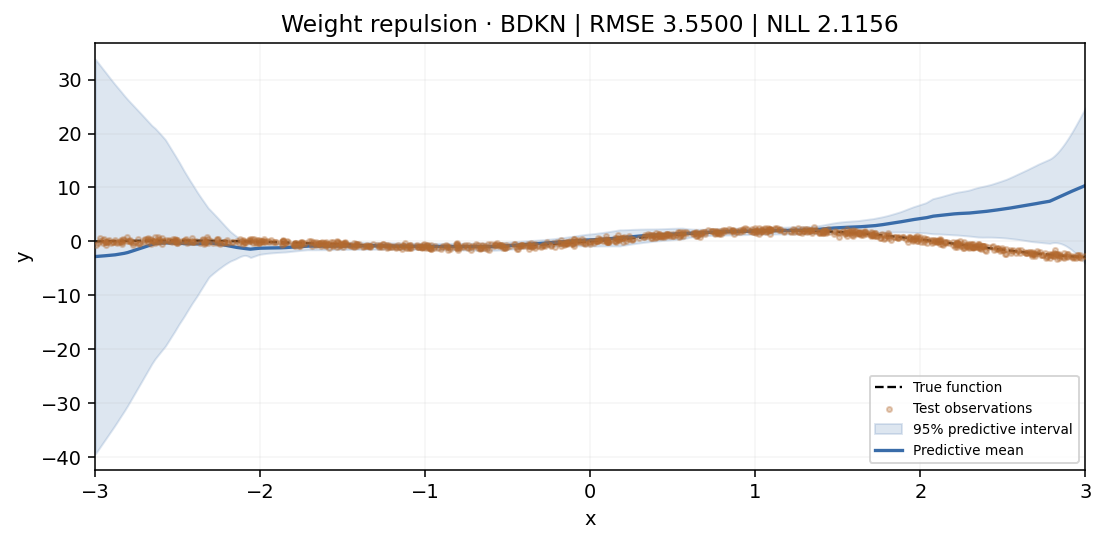 Weight repulsion · BDKN | RMSE 3.5500 | NLL 2.1156
30
20
10
0
−10
−20
−30
−40
y
−3
−2
−1
0
1
2
3
x
True function
Test observations
95% predictive interval
Predictive mean